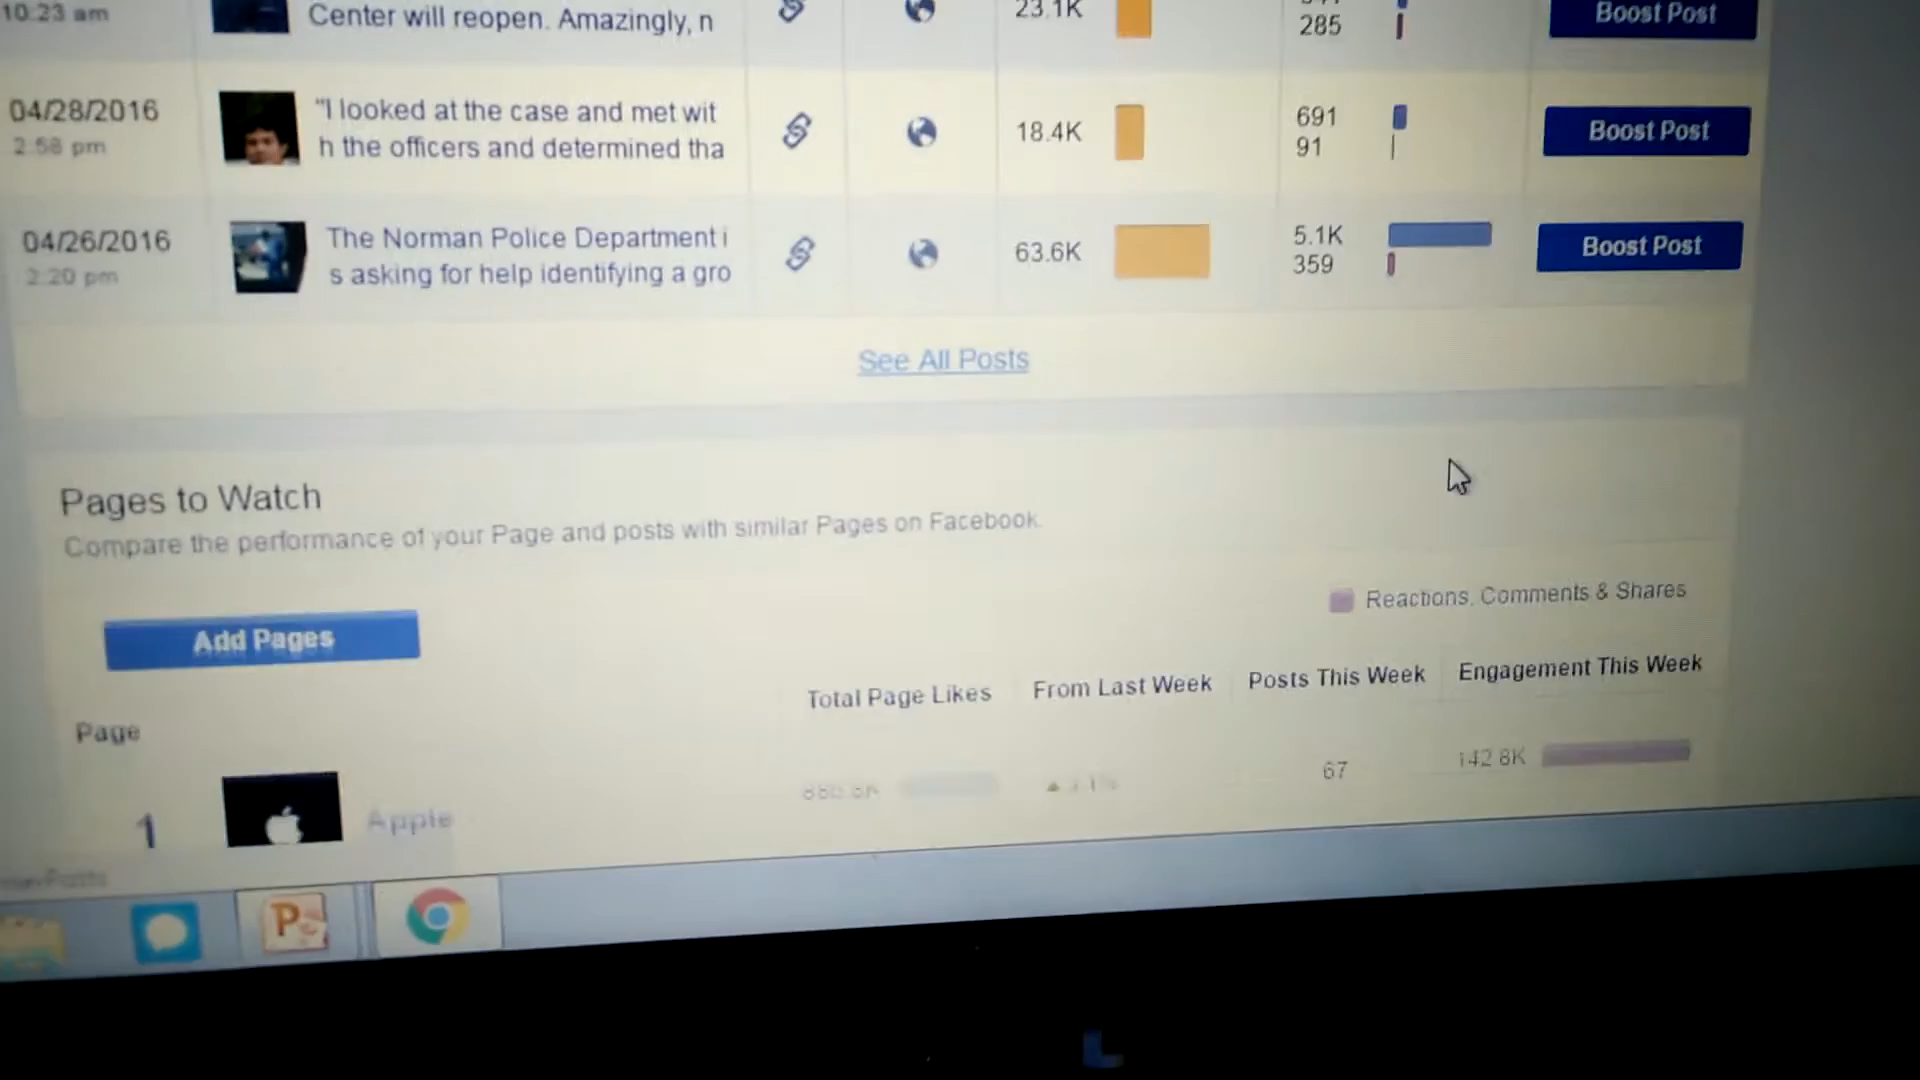 10:23 am
Center will reopen. Amazingly, n
23.1K
285
Boost Post
04/28/2016
2:58 pm
"I looked at the case and met wit
h the officers and determined tha
18.4K
691
91
Boost Post
04/26/2016
2:20 pm
The Norman Police Department i
s asking for help identifying a gro
63.6K
5.1K
359
Boost Post
See All Posts
Pages to Watch
Compare the performance of your Page and posts with similar Pages on Facebook.
Add Pages
Reactions, Comments & Shares
Page
Total Page Likes
From Last Week
Posts This Week
Engagement This Week
1
Apple
67
142.8K